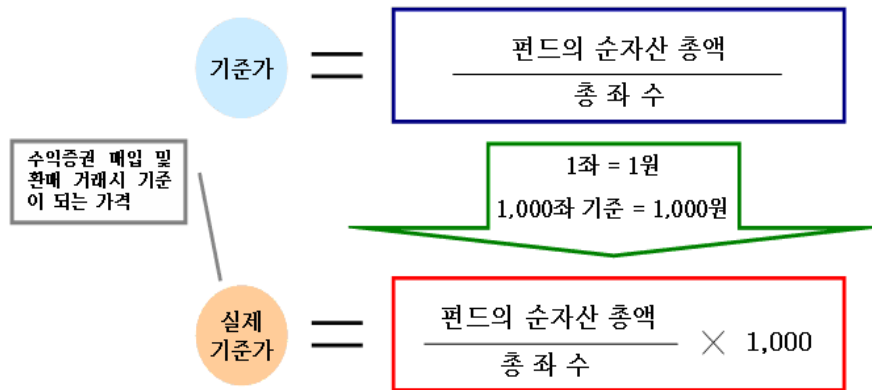 기준가
=
펀드의 순자산 총액
총 좌 수
수익증권 매입 및
환매 거래시 기준
이 되는 가격
1좌 = 1원
1,000좌 기준 = 1,000원
실제
기준가
=
펀드의 순자산 총액
총 좌 수
× 1,000